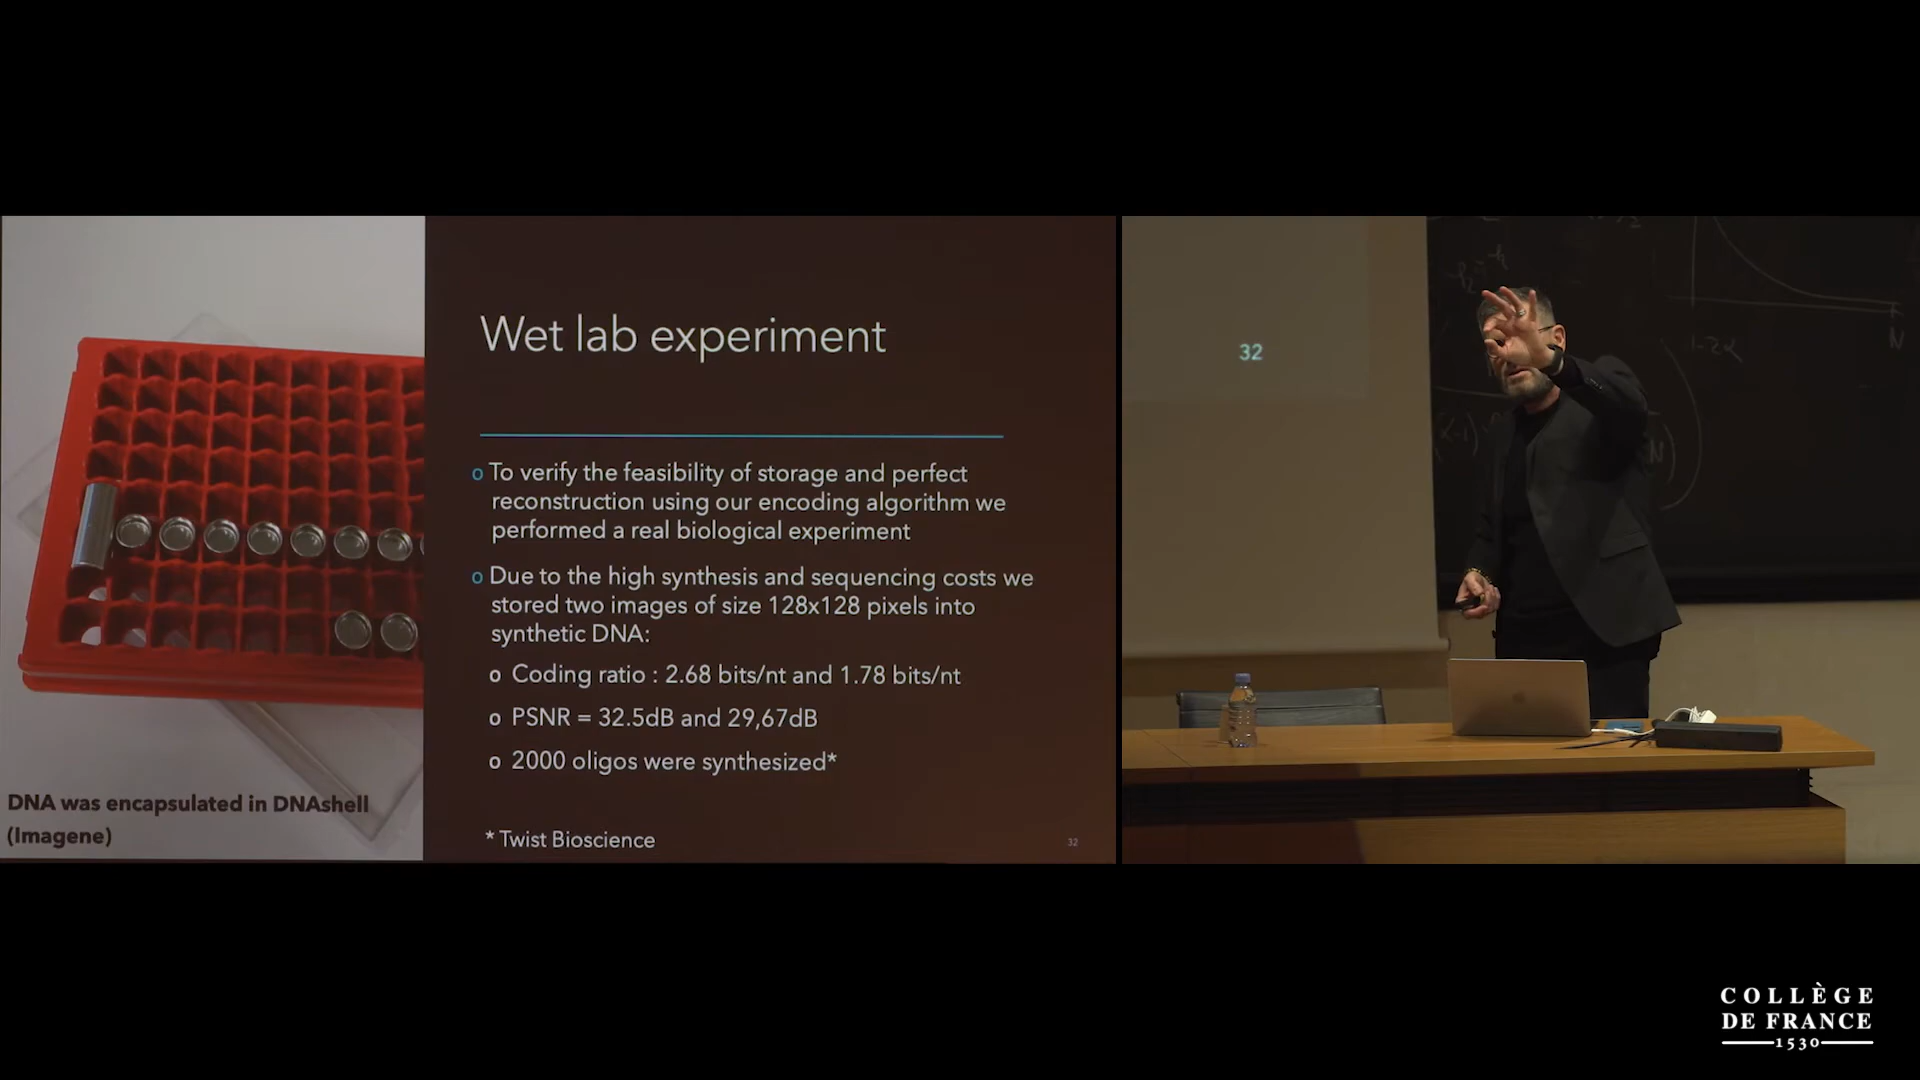 Wet lab experiment
o To verify the feasibility of storage and perfect
reconstruction using our encoding algorithm we
performed a real biological experiment
o Due to the high synthesis and sequencing costs we
stored two images of size 128x128 pixels into
synthetic DNA:
o Coding ratio : 2.68 bits/nt and 1.78 bits/nt
o PSNR = 32.5dB and 29,67dB
o 2000 oligos were synthesized*
* Twist Bioscience
32
DNA was encapsulated in DNAshell
(Imagene)
32
N
1-2α
COLLÈGE
DE FRANCE
1530